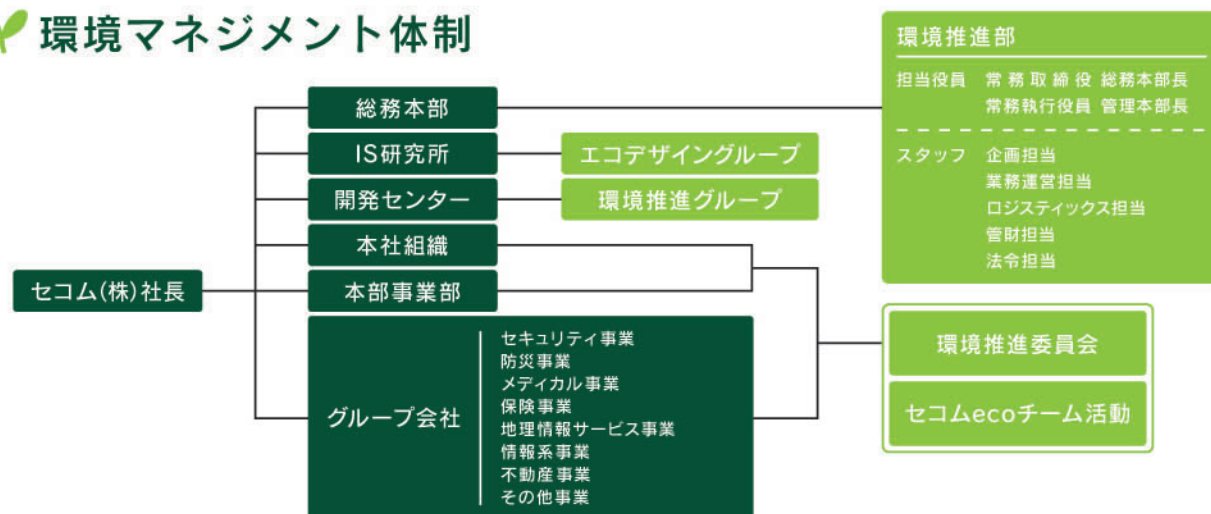 環境マネジメント体制
セコム(株)社長
総務本部
IS研究所
開発センター
本社組織
本部事業部
グループ会社
セキュリティ事業
防災事業
メディカル事業
保険事業
地理情報サービス事業
情報系事業
不動産事業
その他事業
エコデザイングループ
環境推進グループ
環境推進部
担当役員 常務取締役 総務本部長
常務執行役員 管理本部長
スタッフ 企画担当
業務運営担当
ロジスティックス担当
管財担当
法令担当
環境推進委員会
セコムecoチーム活動